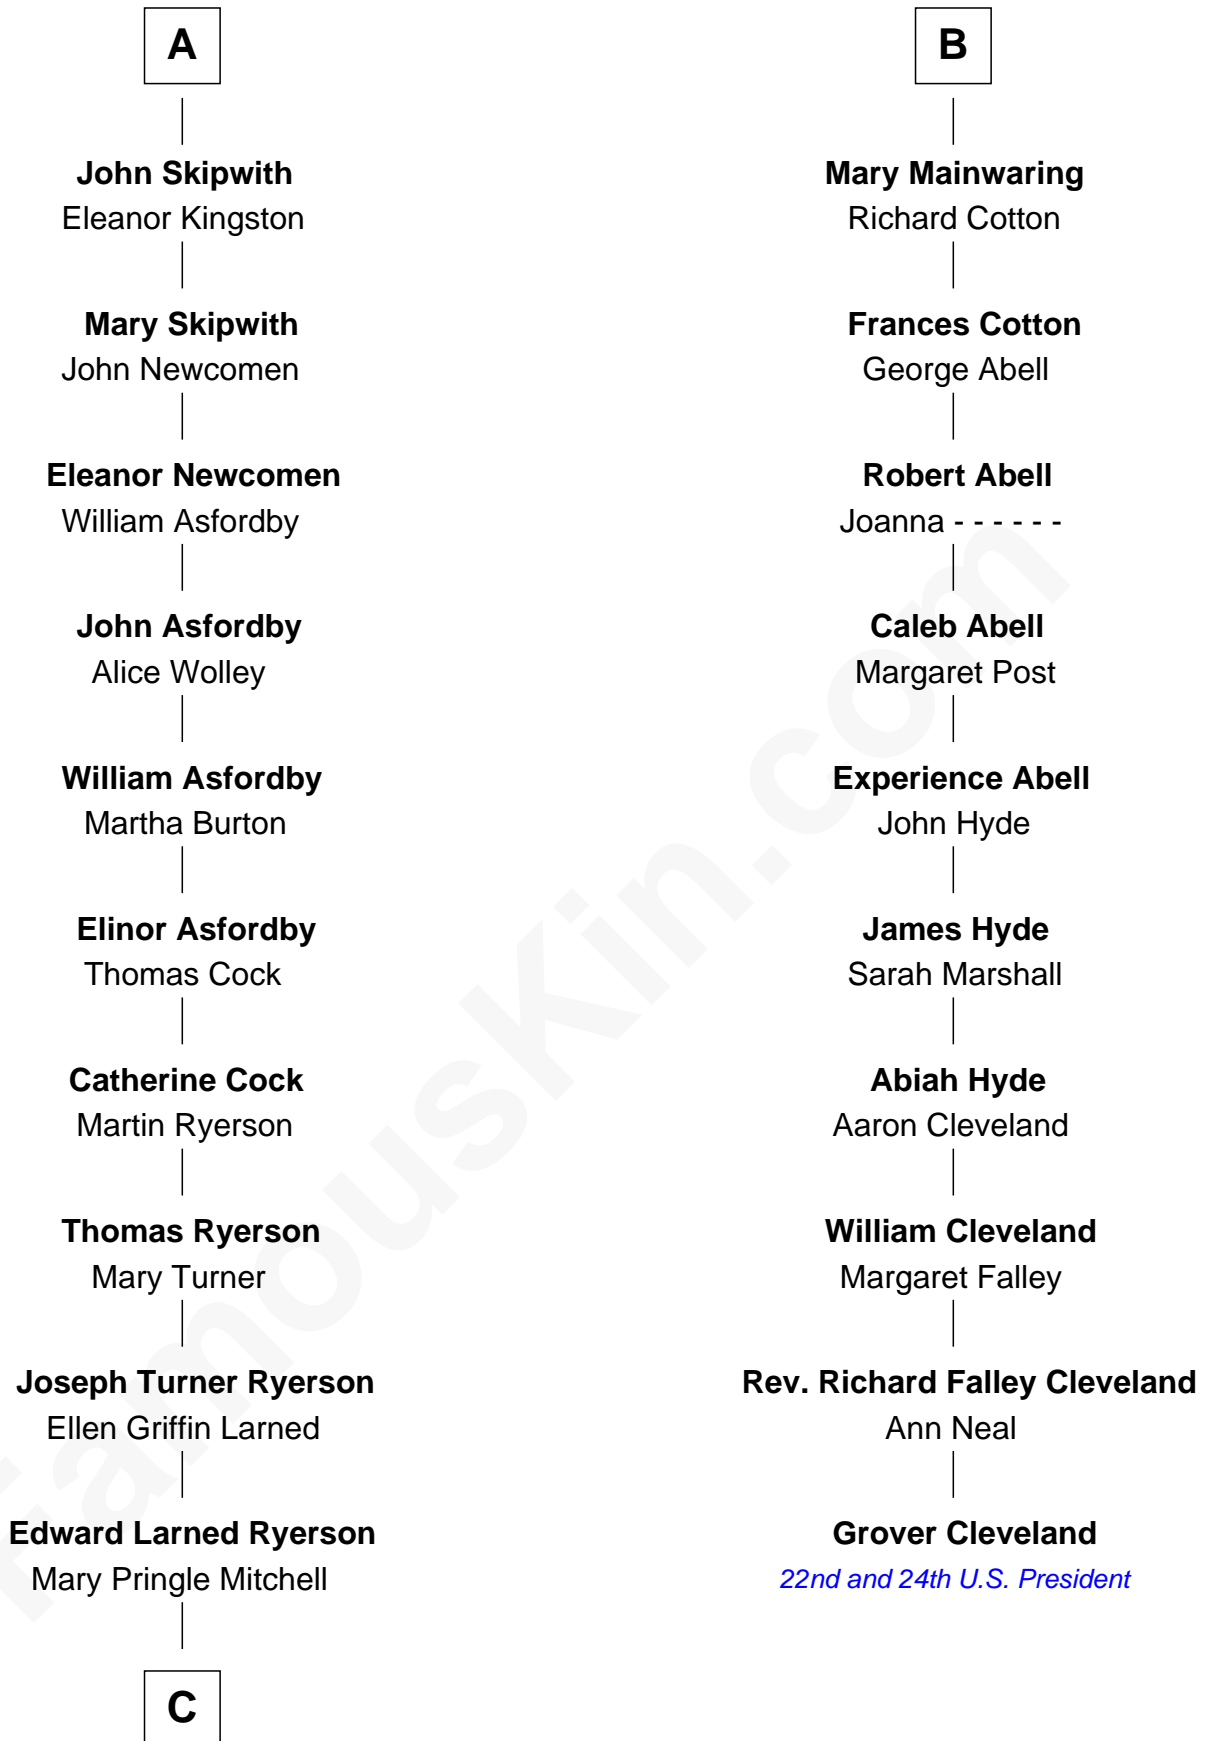 A
John Skipwith
Eleanor Kingston
Mary Skipwith
John Newcomen
Eleanor Newcomen
William Asfordby
John Asfordby
Alice Wolley
William Asfordby
Martha Burton
Elinor Asfordby
Thomas Cock
Catherine Cock
Martin Ryerson
Thomas Ryerson
Mary Turner
Joseph Turner Ryerson
Ellen Griffin Larned
Edward Larned Ryerson
Mary Pringle Mitchell
C
B
Mary Mainwaring
Richard Cotton
Frances Cotton
George Abell
Robert Abell
Joanna - - - - - -
Caleb Abell
Margaret Post
Experience Abell
John Hyde
James Hyde
Sarah Marshall
Abiah Hyde
Aaron Cleveland
William Cleveland
Margaret Falley
Rev. Richard Falley Cleveland
Ann Neal
Grover Cleveland
22nd and 24th U.S. President
FamousKin.com